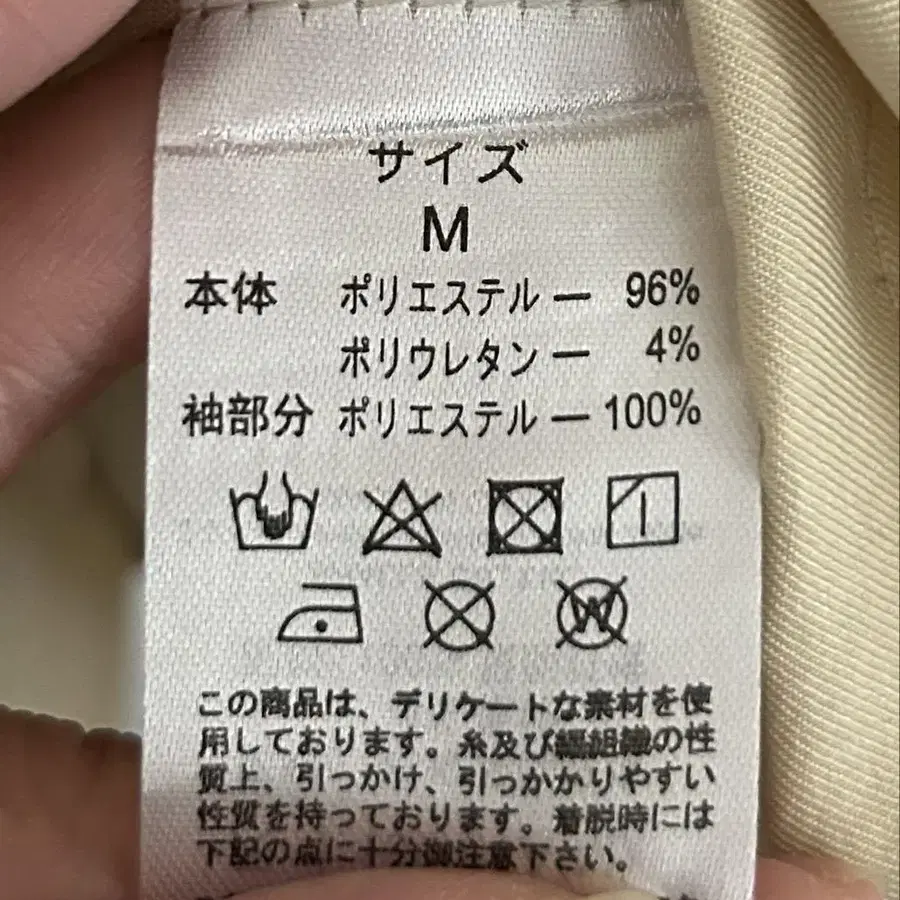 サイズ
M
本体 ポリエステル ー 96%
ポリウレタン ー 4%
袖部分 ポリエステル ー 100%
W
この商品は、デリケートな素材を使
用しております。糸及び編組織の性
質上、引っかけ、引っかかりやすい
性質を持っております。着脱時には
下記の点に十分御注意下さい。